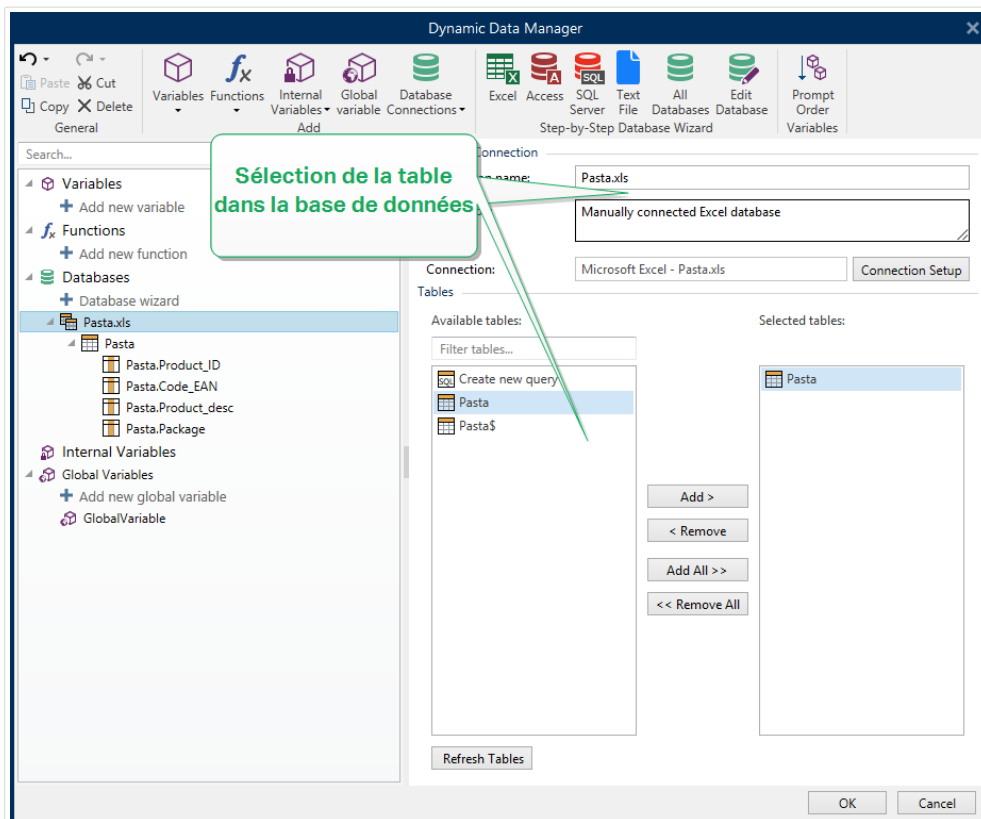 Dynamic Data Manager
Paste Cut
Copy Delete
General
Variables Functions Internal Variables Global variable Database Connections
Add
Excel Access SQL Server Text File All Databases Edit Database
Step-by-Step Database Wizard
Prompt Order
Variables
Search...
Connection
Sélection de la table
dans la base de données
name:
Pasta.xls
Variables
Add new variable
Manually connected Excel database
Functions
Add new function
Connection:
Microsoft Excel - Pasta.xls
Connection Setup
Databases
Tables
Database wizard
Pasta.xls
Available tables:
Selected tables:
Pasta
Filter tables...
Pasta.Product_ID
Create new query
Pasta
Pasta.Code_EAN
Pasta
Pasta.Product_desc
Pasta$
Pasta.Package
Internal Variables
Global Variables
Add new global variable
Add >
GlobalVariable
< Remove
Add All >>
<< Remove All
Refresh Tables
OK
Cancel